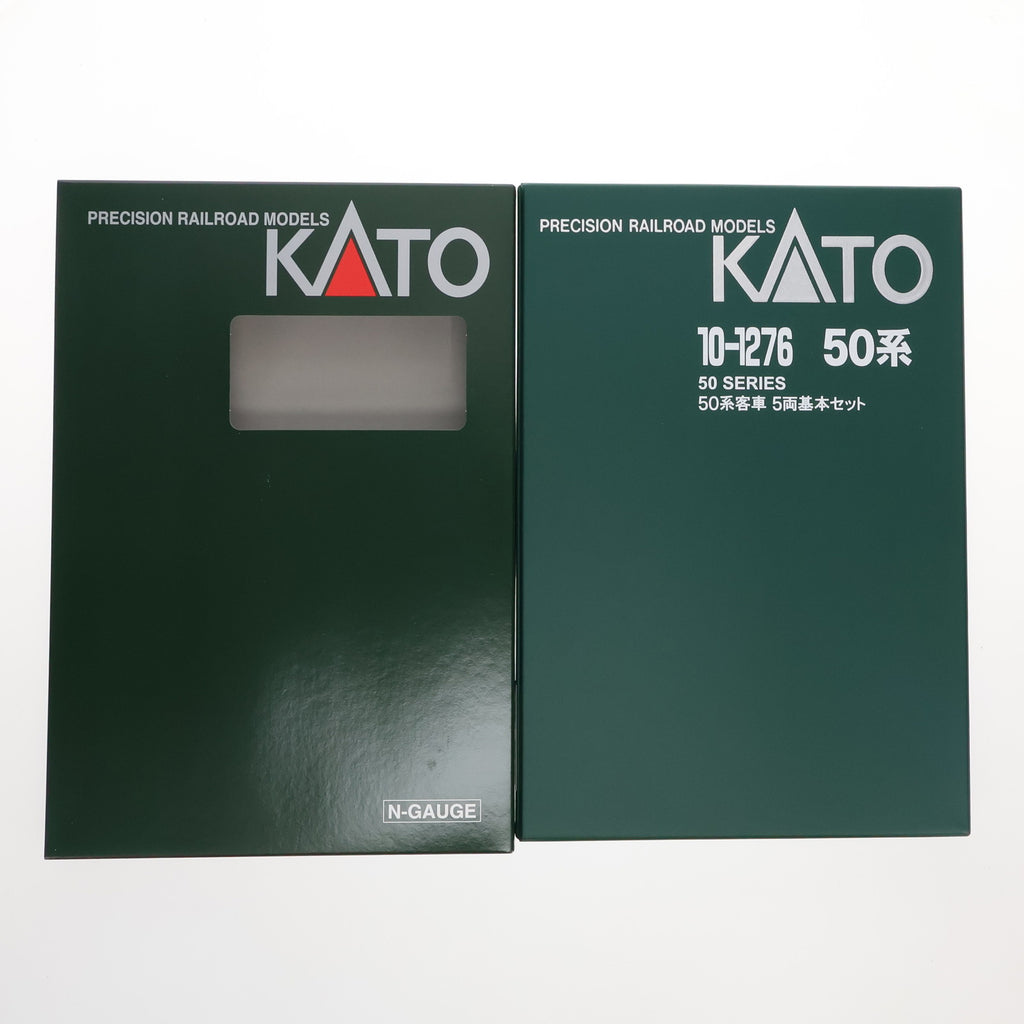 PRECISION RAILROAD MODELS
KATO
N-GAUGE
PRECISION RAILROAD MODELS
KATO
10-1276 50系
50 SERIES
50系客車 5両基本セット